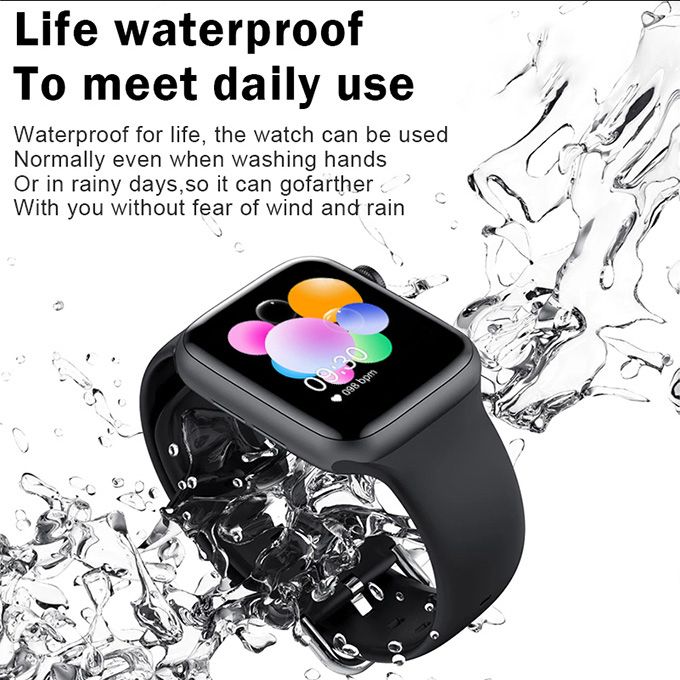 Life waterproof
To meet daily use
Waterproof for life, the watch can be used
Normally even when washing hands
Or in rainy days,so it can gofarther
With you without fear of wind and rain
09:30
098 bpm